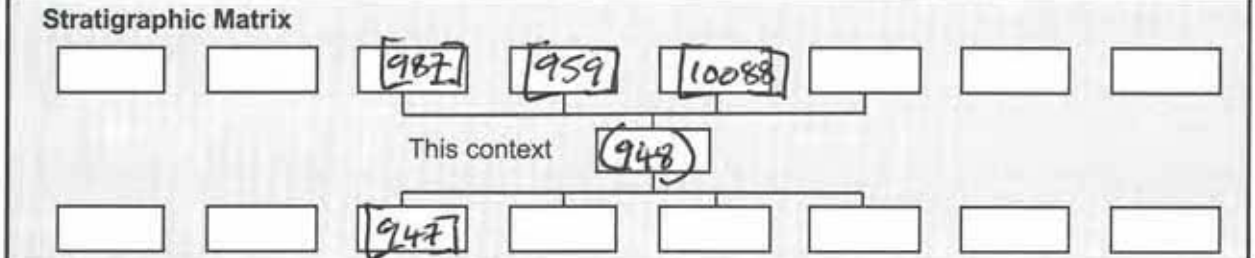 Stratigraphic Matrix
[987] [959] [10088]
This context (948)
[947]